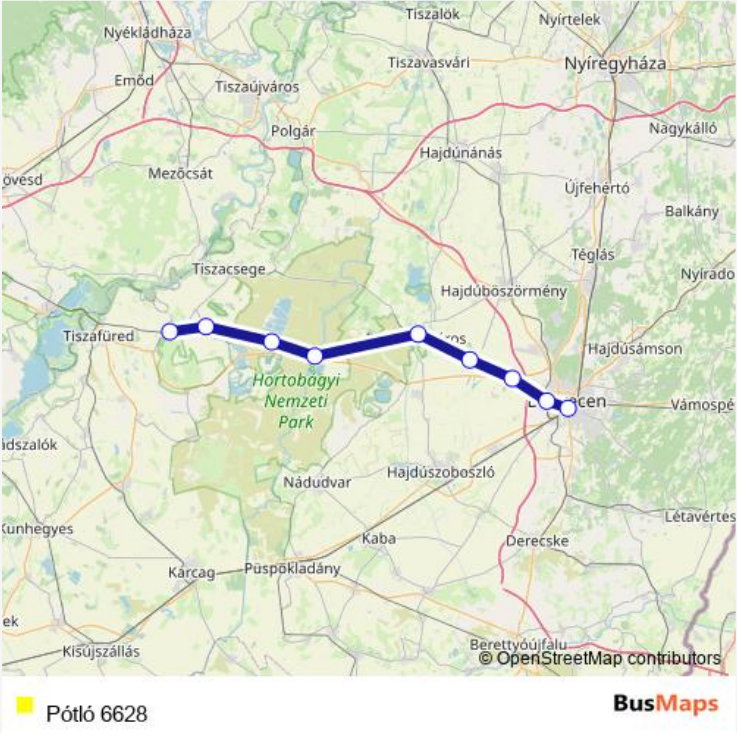 Tiszalök
Nyírtelek
Nyékládháza
Tiszavasvári
Nyíregyháza
Emőd
Tiszaújváros
Polgár
Nagykálló
Hajdúnánás
Mezőcsát
övesd
Újfehértó
Balkány
Téglás
Tiszacsege
Nyírado
Hajdúböszörmény
Tiszafüred
Hajdúsámson
Hortobágyi
Nemzeti
Park
Vámospé
ádszalók
Hajdúszoboszló
Nádudvar
Létavértes
Kunhegyes
Kaba
Derecske
Karcag
Püspökladány
ek
Kisújszállás
Berettyóújfalu
© OpenStreetMap contributors
Pótló 6628
BusMaps